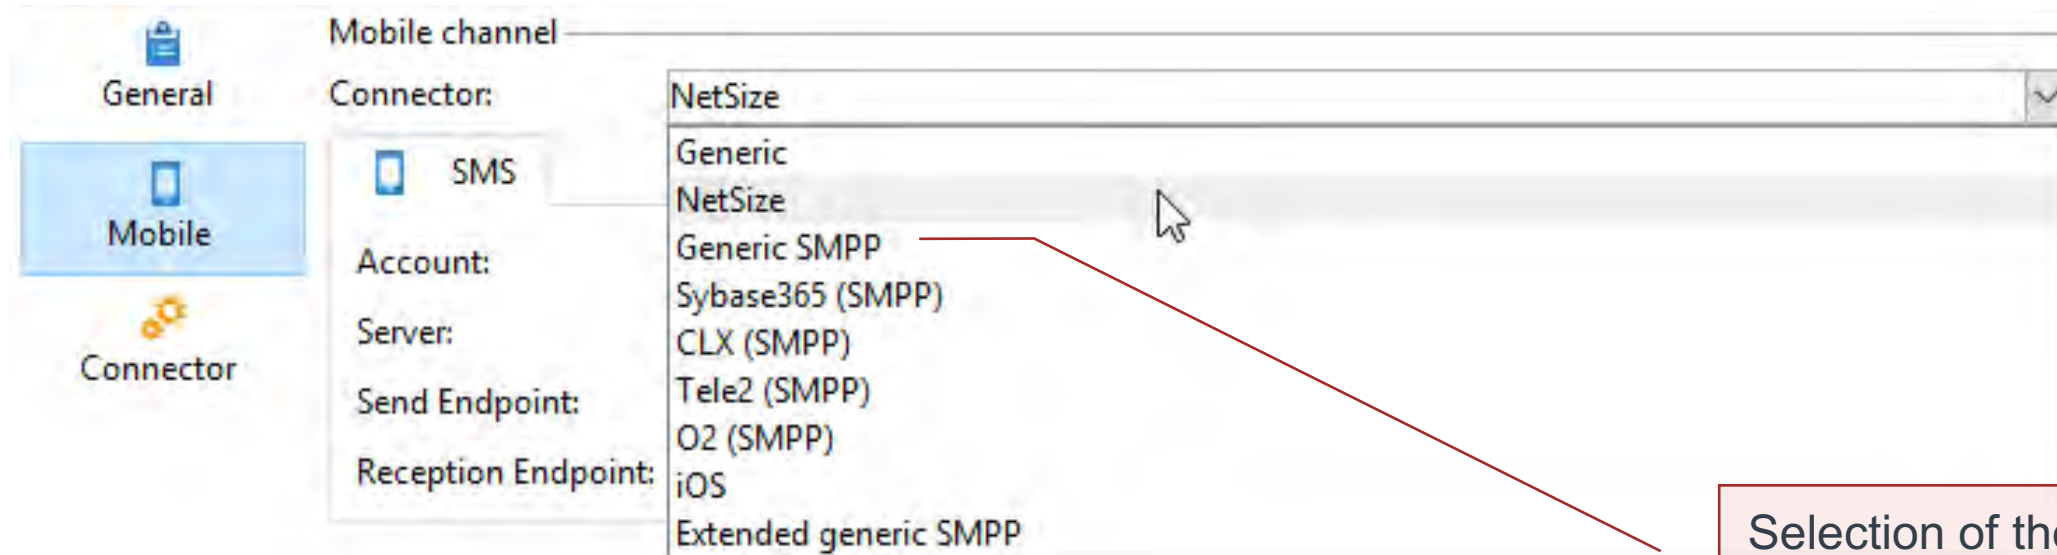 General
Mobile
Connector
Mobile channel
Connector:
NetSize
SMS
Account:
Server:
Send Endpoint:
Reception Endpoint:
Generic
NetSize
Generic SMPP
Sybase365 (SMPP)
CLX (SMPP)
Tele2 (SMPP)
O2 (SMPP)
iOS
Extended generic SMPP
Selection of the